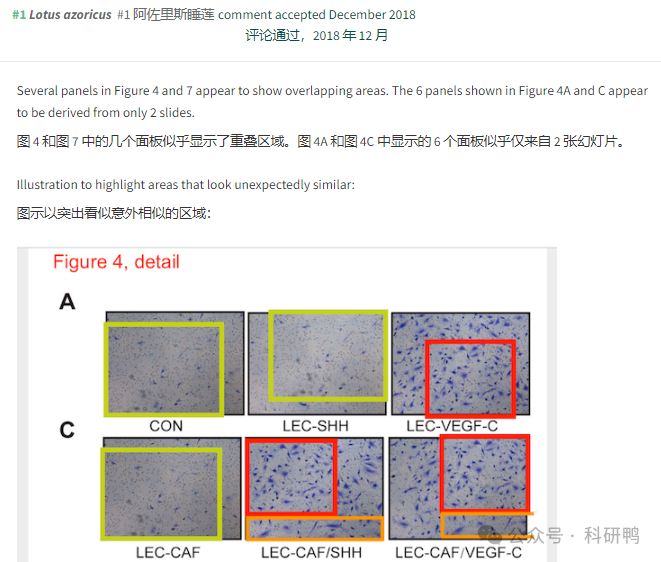 #1 Lotus azoricus #1 阿佐里斯睡莲 comment accepted December 2018
评论通过，2018 年 12 月
Several panels in Figure 4 and 7 appear to show overlapping areas. The 6 panels shown in Figure 4A and C appear
to be derived from only 2 slides.
图 4 和图 7 中的几个面板似乎显示了重叠区域。图 4A 和图 4C 中显示的 6 个面板似乎仅来自 2 张幻灯片。
Illustration to highlight areas that look unexpectedly similar:
图示以突出看似意外相似的区域：
Figure 4, detail
A
CON LEC-SHH LEC-VEGF-C
C
LEC-CAF LEC-CAF/SHH LEC-CAF/VEGF-C
公众号 · 科研鸭